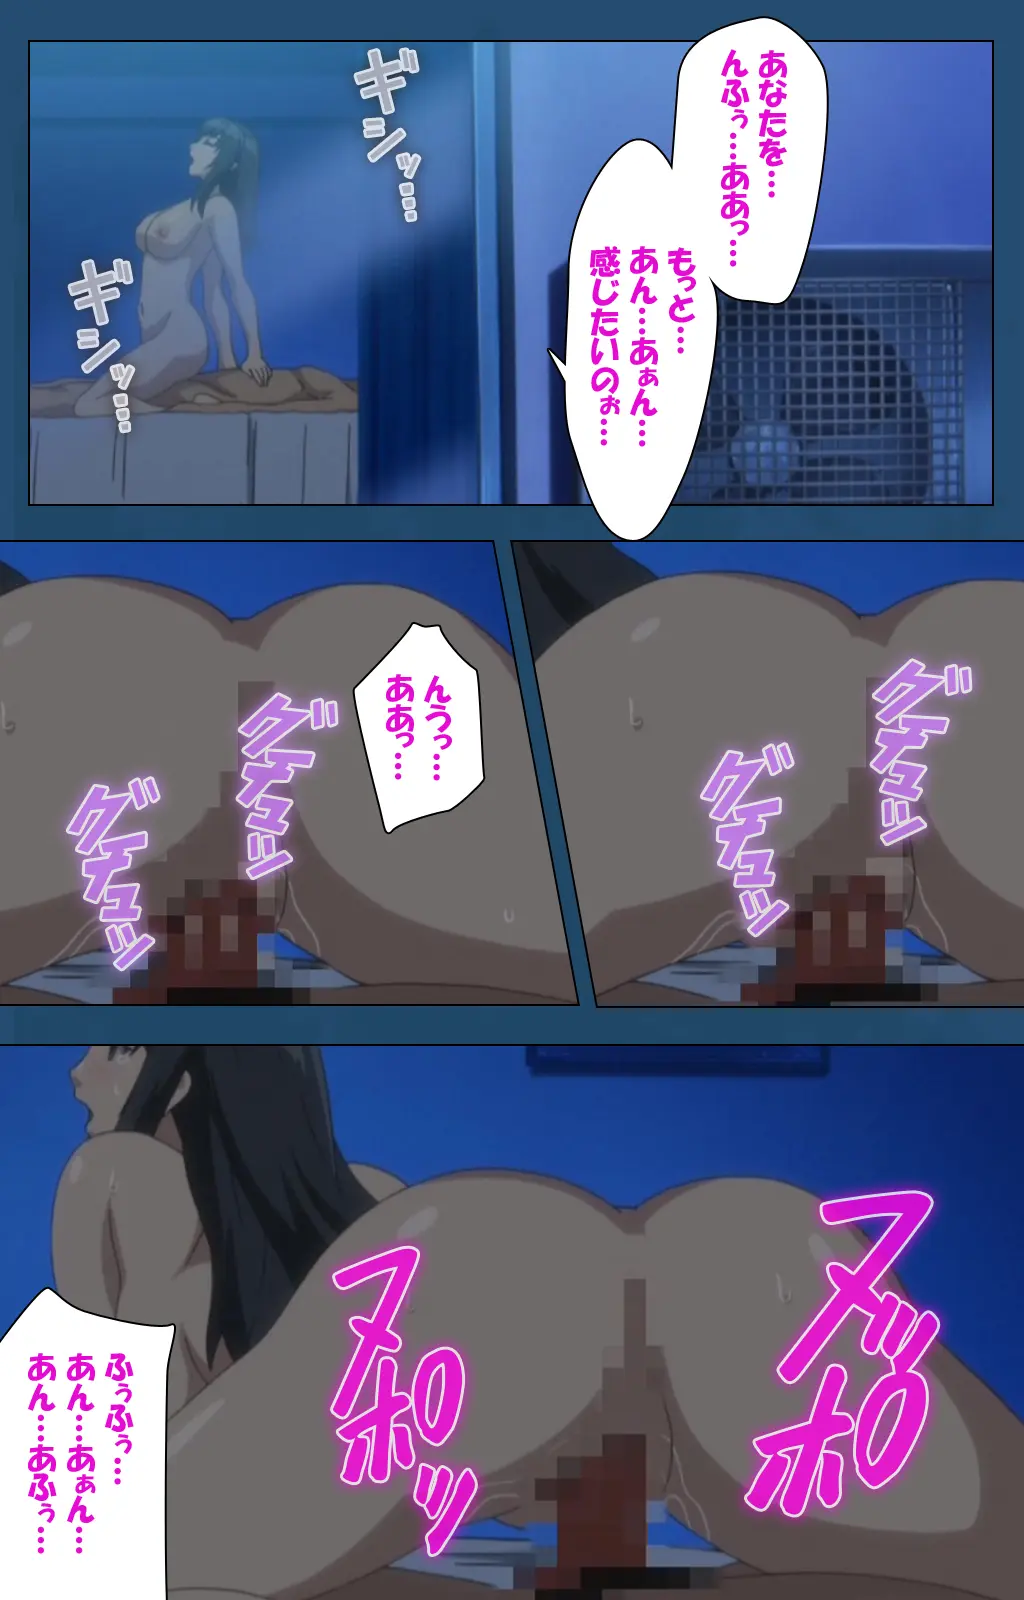 あなたを…
んふぅ…ああっ…
もっと…
あん…あぁん…
感じたいのぉ…
ギシッ…
ギシッ…
グチュッ
グチュッ
んうっ…
ああっ…
グチュッ
グチュッ
ヌッポ
ヌポッ
ふぅふぅ…
あん…あぁん…
あん…あふぅ…